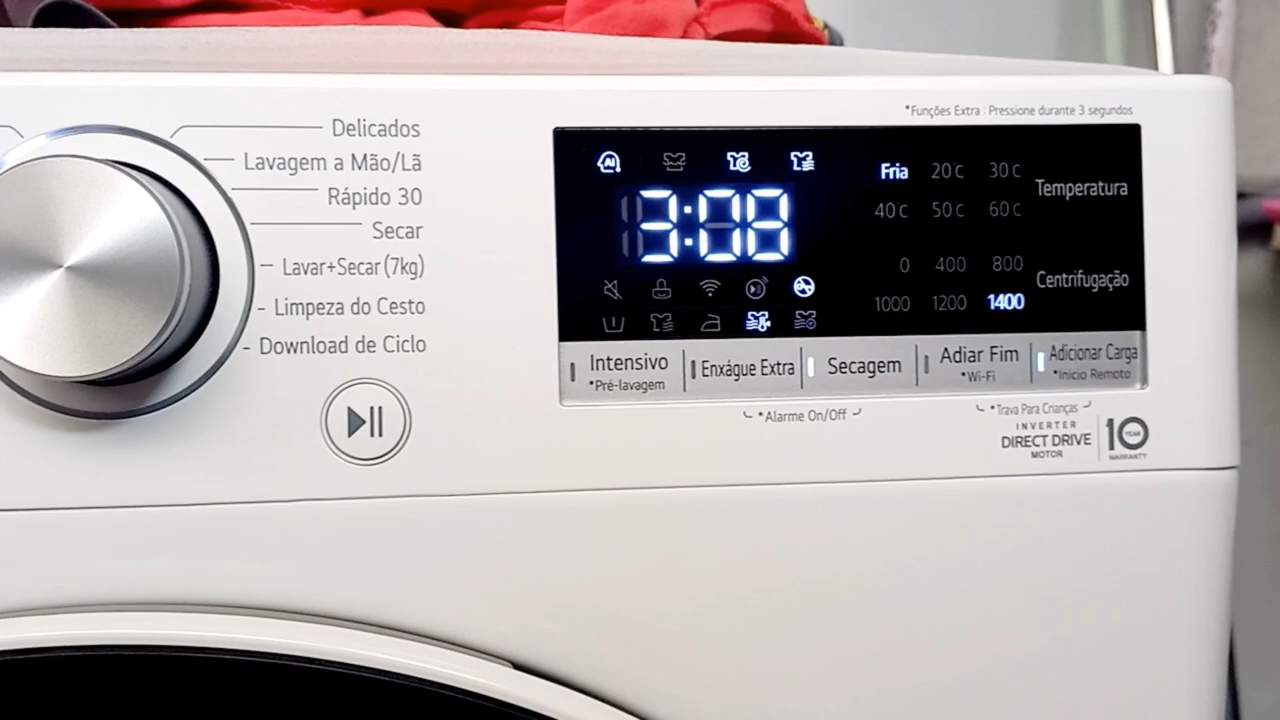 *Funções Extra : Pressione durante 3 segundos
Delicados
Lavagem a Mão/Lã
Rápido 30
Secar
Lavar+Secar(7kg)
Limpeza do Cesto
Download de Ciclo
AI
3:08
Fria 20°C 30°C
Temperatura
40°C 50°C 60°C
0 400 800
Centrifugação
1000 1200 1400
Intensivo
*Pré-lavagem
Enxágue Extra
Secagem
Adiar Fim
*Wi-Fi
Adicionar Carga
*Início Remoto
*Alarme On/Off
*Trava Para Crianças
INVERTER
DIRECT DRIVE
MOTOR
10
YEAR
WARRANTY